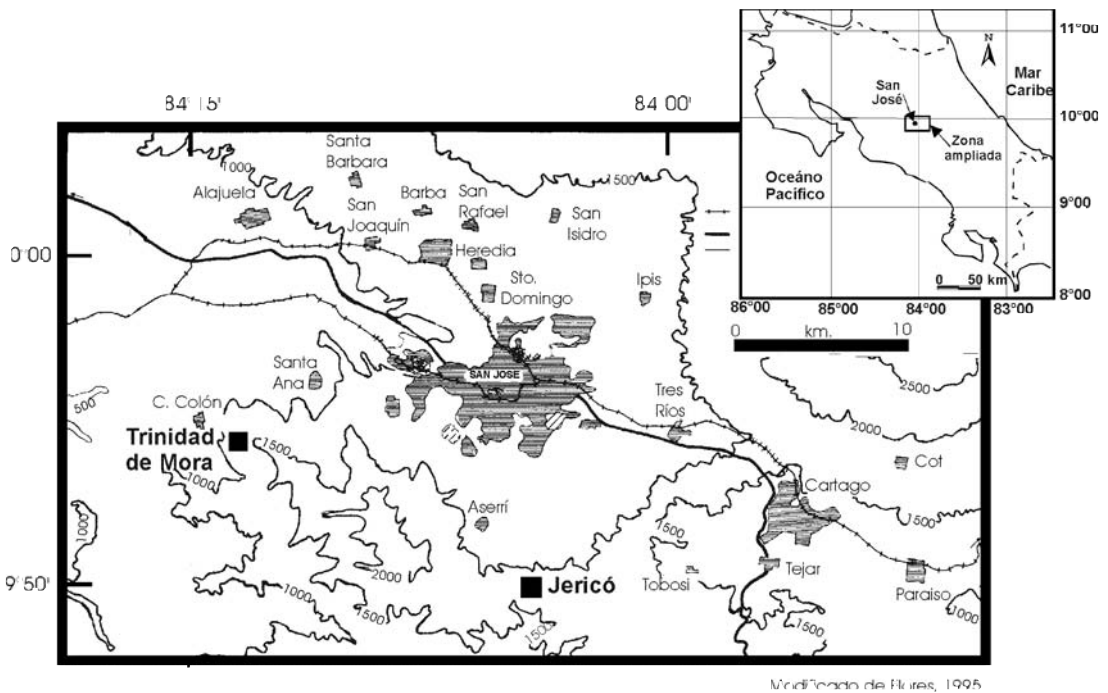 84°15'
84°00'
0°00'
9°50'
Santa
Barbara
1000
1500
Alajuela
Barba
San
Rafael
San
Joaquín
San
Isidro
Heredia
Sto.
Domingo
Ipis
SAN JOSE
Santa
Ana
500
C. Colón
Trinidad
de Mora
1500
1000
1000
Tres
Ríos
2500
2000
Cot
Cartago
1500
Aserrí
1500
2000
1000
1500
Jericó
1500
Tobosi
Tejar
Paraiso
1000
Modificado de Flures, 1995
11°00
10°00
9°00
8°00
86°00
85°00
84°00
83°00
N
Mar
Caribe
San
José
Zona
ampliada
Oceáno
Pacífico
0 50 km
0 km. 10